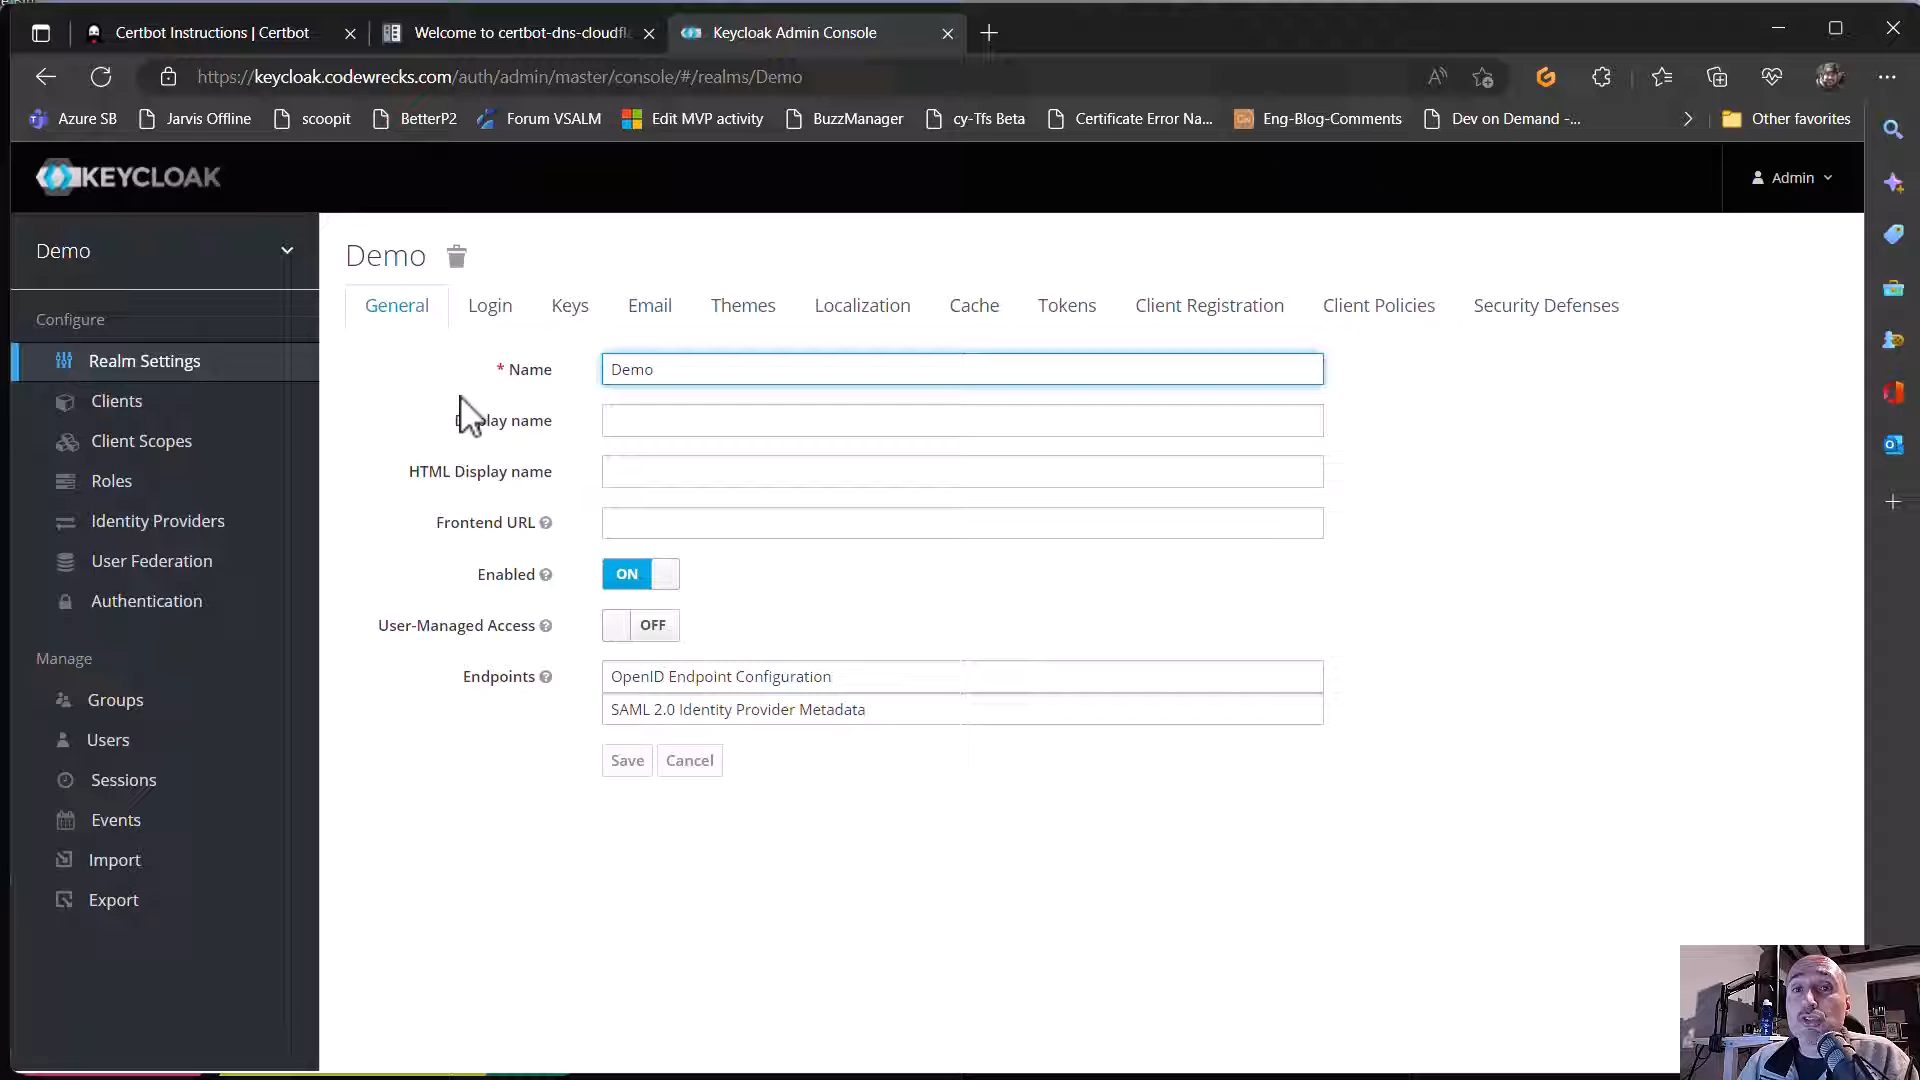 Certbot Instructions | Certbot
Welcome to certbot-dns-cloudfl
Keycloak Admin Console
https://keycloak.codewrecks.com/auth/admin/master/console/#/realms/Demo
Azure SB
Jarvis Offline
scoopit
BetterP2
Forum VSALM
Edit MVP activity
BuzzManager
cy-Tfs Beta
Certificate Error Na...
Eng-Blog-Comments
Dev on Demand -...
Other favorites
KEYCLOAK
Admin
Demo
Configure
Realm Settings
Clients
Client Scopes
Roles
Identity Providers
User Federation
Authentication
Manage
Groups
Users
Sessions
Events
Import
Export
Demo
General
Login
Keys
Email
Themes
Localization
Cache
Tokens
Client Registration
Client Policies
Security Defenses
* Name
Demo
Display name
HTML Display name
Frontend URL
Enabled
ON
User-Managed Access
OFF
Endpoints
OpenID Endpoint Configuration
SAML 2.0 Identity Provider Metadata
Save
Cancel